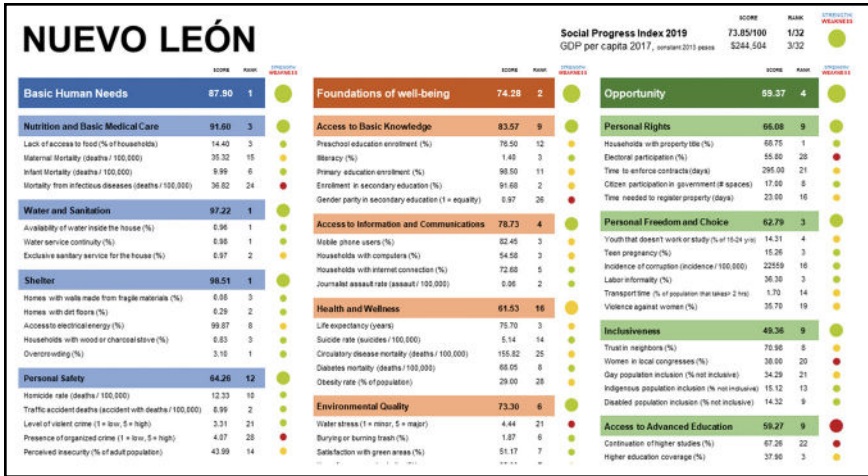 NUEVO LEÓN
SCORE RANK STRENGTH WEAKNESS
Social Progress Index 2019 73.85/100 1/32
GDP per capita 2017, constant 2013 pesos $244,504 3/32
SCORE RANK STRENGTH WEAKNESS
Basic Human Needs 87.90 1
Nutrition and Basic Medical Care 91.60 3
Lack of access to food (% of households) 14.40 3
Maternal Mortality (deaths / 100,000) 35.32 15
Infant Mortality (deaths / 100,000) 9.99 6
Mortality from infectious diseases (deaths / 100,000) 36.82 24
Water and Sanitation 97.22 1
Availability of water inside the house (%) 0.96 1
Water service continuity (%) 0.98 1
Exclusive sanitary service for the house (%) 0.97 2
Shelter 98.51 1
Homes with walls made from fragile materials (%) 0.08 3
Homes with dirt floors (%) 0.29 2
Access to electrical energy (%) 99.87 8
Households with wood or charcoal stove (%) 0.83 3
Overcrowding (%) 3.10 1
Personal Safety 64.26 12
Homicide rate (deaths / 100,000) 12.33 10
Traffic accident deaths (accident with deaths / 100,000) 8.99 2
Level of violent crime (1 = low, 5 = high) 3.31 21
Presence of organized crime (1 = low, 5 = high) 4.07 28
Perceived insecurity (% of adult population) 43.99 14
SCORE RANK STRENGTH WEAKNESS
Foundations of well-being 74.28 2
Access to Basic Knowledge 83.57 9
Preschool education enrollment (%) 76.50 12
Illiteracy (%) 1.40 3
Primary education enrollment (%) 98.50 11
Enrolment in secondary education (%) 91.68 2
Gender parity in secondary education (1 = equality) 0.97 26
Access to Information and Communications 78.73 4
Mobile phone users (%) 82.45 3
Households with computers (%) 54.58 3
Households with internet connection (%) 72.68 5
Journalist assault rate (assault / 100,000) 0.06 2
Health and Wellness 61.53 16
Life expectancy (years) 75.70 3
Suicide rate (suicides / 100,000) 5.14 14
Circulatory disease mortality (deaths / 100,000) 155.82 25
Diabetes mortality (deaths / 100,000) 68.05 8
Obesity rate (% of population) 29.00 28
Environmental Quality 73.30 6
Water stress (1 = minor, 5 = major) 4.44 21
Burying or burning trash (%) 1.87 6
Satisfaction with green areas (%) 51.17 7
SCORE RANK STRENGTH WEAKNESS
Opportunity 59.37 4
Personal Rights 66.08 9
Households with property title (%) 68.75 1
Electoral participation (%) 55.80 28
Time to enforce contracts (days) 295.00 21
Citizen participation in government (# spaces) 17.00 8
Time needed to register property (days) 23.00 16
Personal Freedom and Choice 62.79 3
Youth that doesn't work or study (% of 15-24 yrs) 14.31 4
Teen pregnancy (%) 15.26 3
Incidence of corruption (incidence / 100,000) 22559 16
Labor informality (%) 36.30 3
Transport time (% of population that takes> 2 hrs) 1.70 14
Violence against women (%) 35.70 19
Inclusiveness 49.36 9
Trust in neighbors (%) 70.98 8
Women in local congresses (%) 38.00 20
Gay population inclusion (% not inclusive) 34.29 21
Indigenous population inclusion (% not inclusive) 15.12 13
Disabled population inclusion (% not inclusive) 14.32 9
Access to Advanced Education 59.27 9
Continuation of higher studies (%) 67.26 22
Higher education coverage (%) 37.90 3